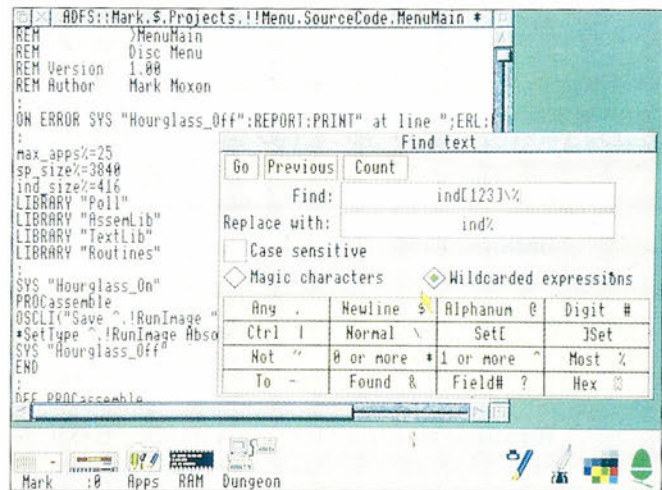 ADFS::Mark.$.Projects.!!Menu.SourceCode.MenuMain *
REM >MenuMain
REM Disc Menu
REM Version 1.00
REM Author Mark Moxon
:
ON ERROR SYS "Hourglass_Off":REPORT:PRINT" at line ";ERL:
:
max_apps%=25
sp_size%=3840
ind_size%=416
LIBRARY "Poll"
LIBRARY "AssemLib"
LIBRARY "TextLib"
LIBRARY "Routines"
:
SYS "Hourglass_On"
PROCassemble
OSCLI("Save ^.!RunImage "
*SetType ^.!RunImage Abso
SYS "Hourglass_Off"
END
:
DEF PROCassemble
Find text
Go Previous Count
Find: ind[123]\%
Replace with: ind%
Case sensitive
Magic characters Wildcarded expressions
Any . Newline $ Alphanum @ Digit #
Ctrl | Normal \ Set[ ]Set
Not ~ 0 or more * 1 or more ^ Most %
To - Found & Field# ? Hex
Mark :0 Apps RAM Dungeon